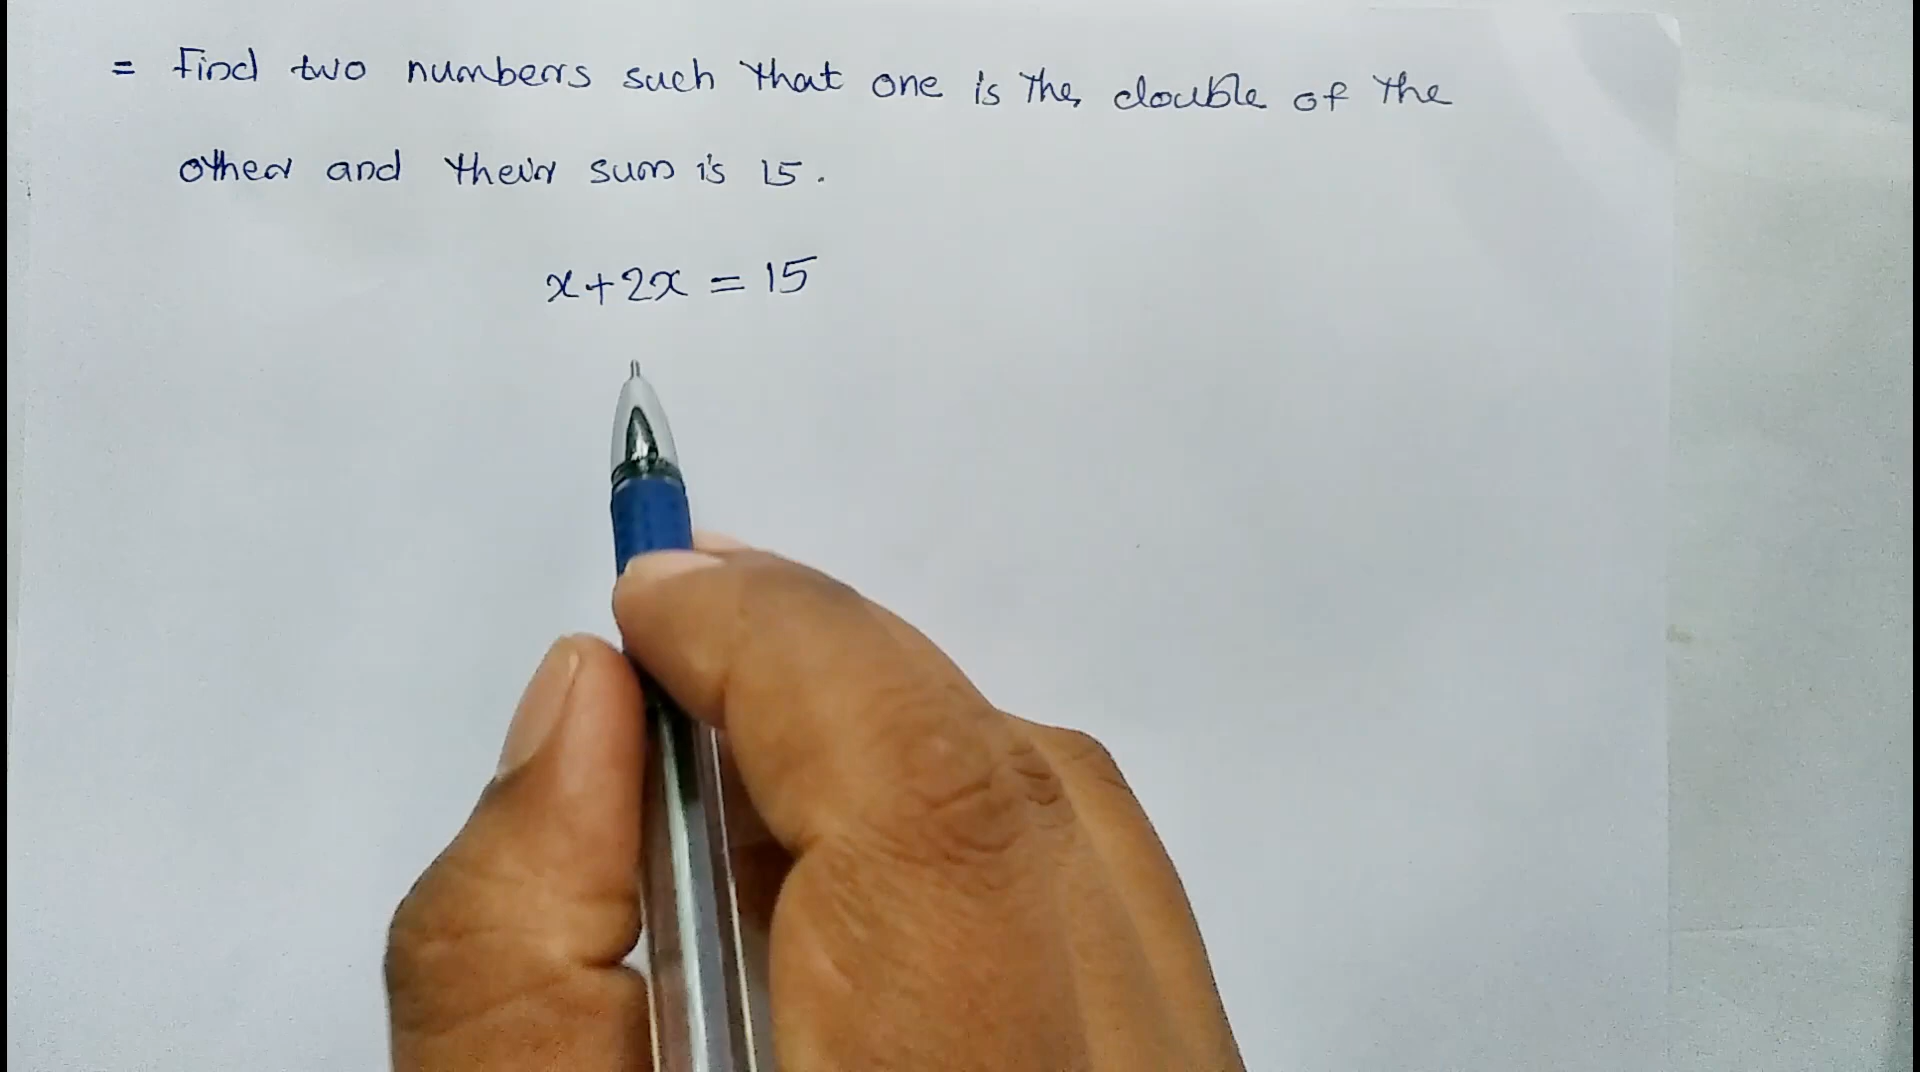 = Find two numbers such that one is the double of the
other and their sum is 15.
x+2x = 15